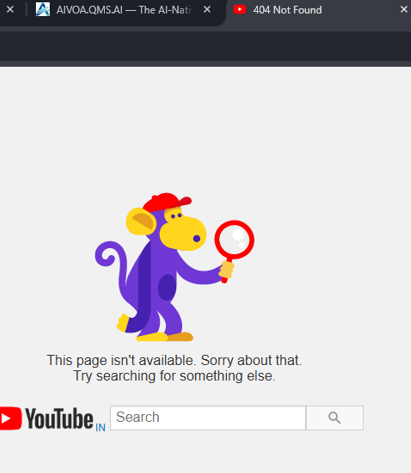 AIVOA.QMS.AI — The AI-Nati
404 Not Found
This page isn't available. Sorry about that.
Try searching for something else.
YouTube IN
Search